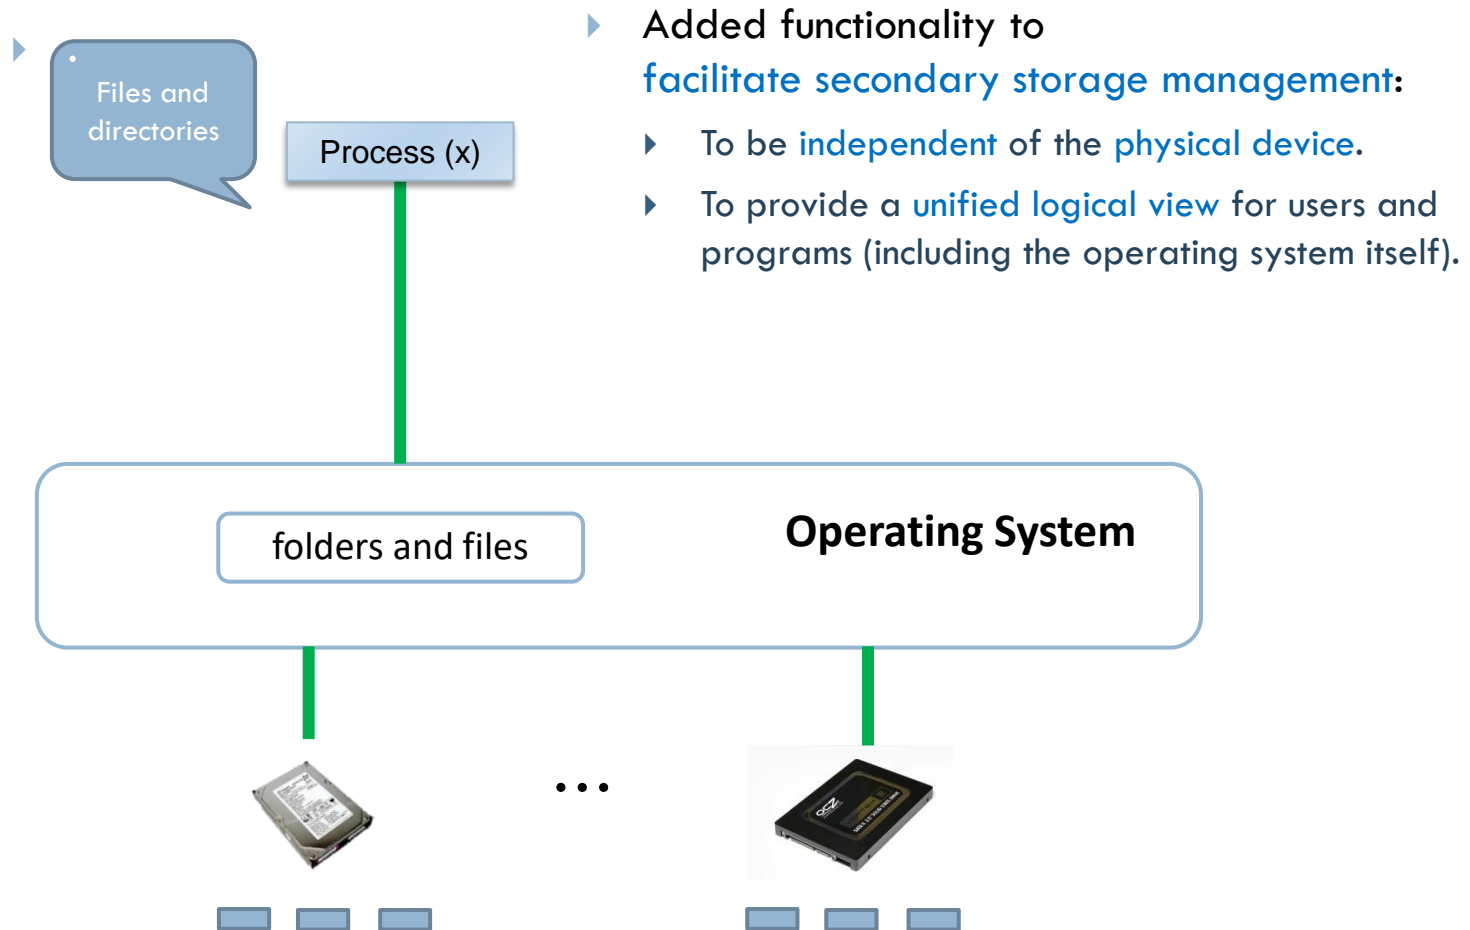 Added functionality to
facilitate secondary storage management:
To be independent of the physical device.
To provide a unified logical view for users and
programs (including the operating system itself).
Files and
directories
Process (x)
folders and files
Operating System
...
OCZ